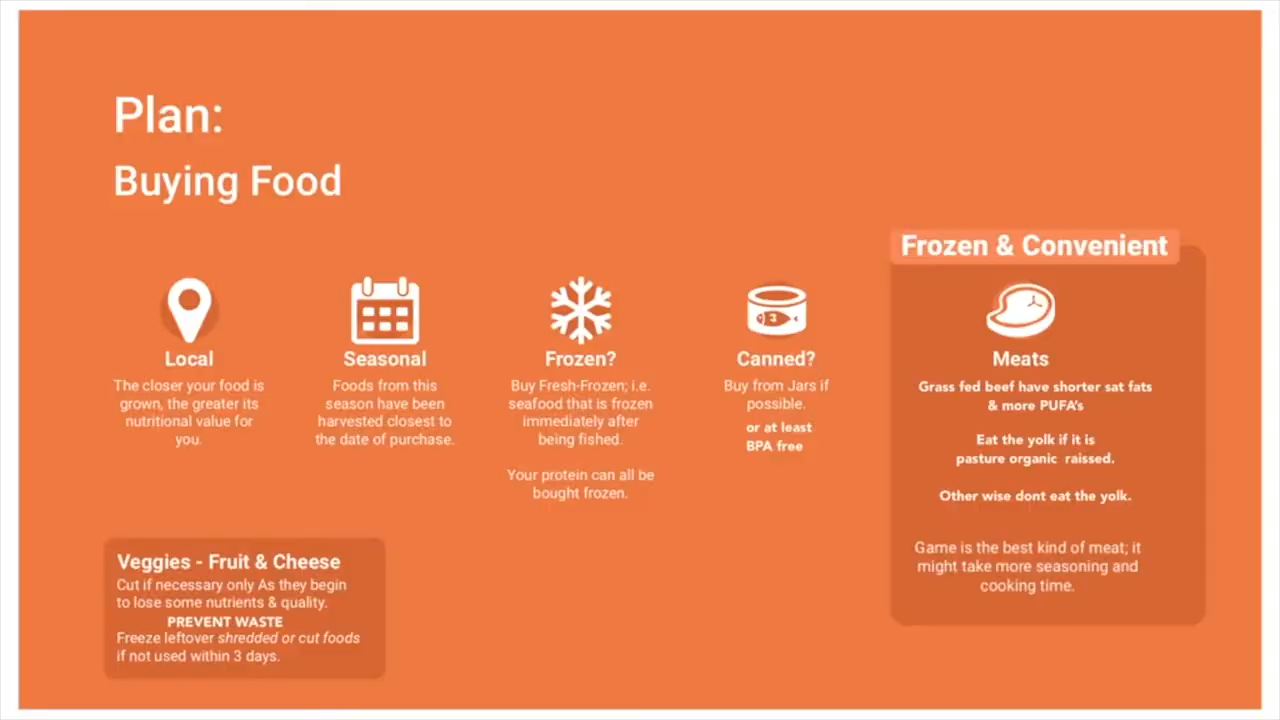 Plan:
Buying Food
Local
The closer your food is
grown, the greater its
nutritional value for
you.
Seasonal
Foods from this
season have been
harvested closest to
the date of purchase.
Frozen?
Buy Fresh-Frozen; i.e.
seafood that is frozen
immediately after
being fished.
Your protein can all be
bought frozen.
3
Canned?
Buy from Jars if
possible.
or at least
BPA free
Frozen & Convenient
Meats
Grass fed beef have shorter sat fats
& more PUFA's
Eat the yolk if it is
pasture organic raissed.
Other wise dont eat the yolk.
Game is the best kind of meat; it
might take more seasoning and
cooking time.
Veggies - Fruit & Cheese
Cut if necessary only As they begin
to lose some nutrients & quality.
PREVENT WASTE
Freeze leftover shredded or cut foods
if not used within 3 days.